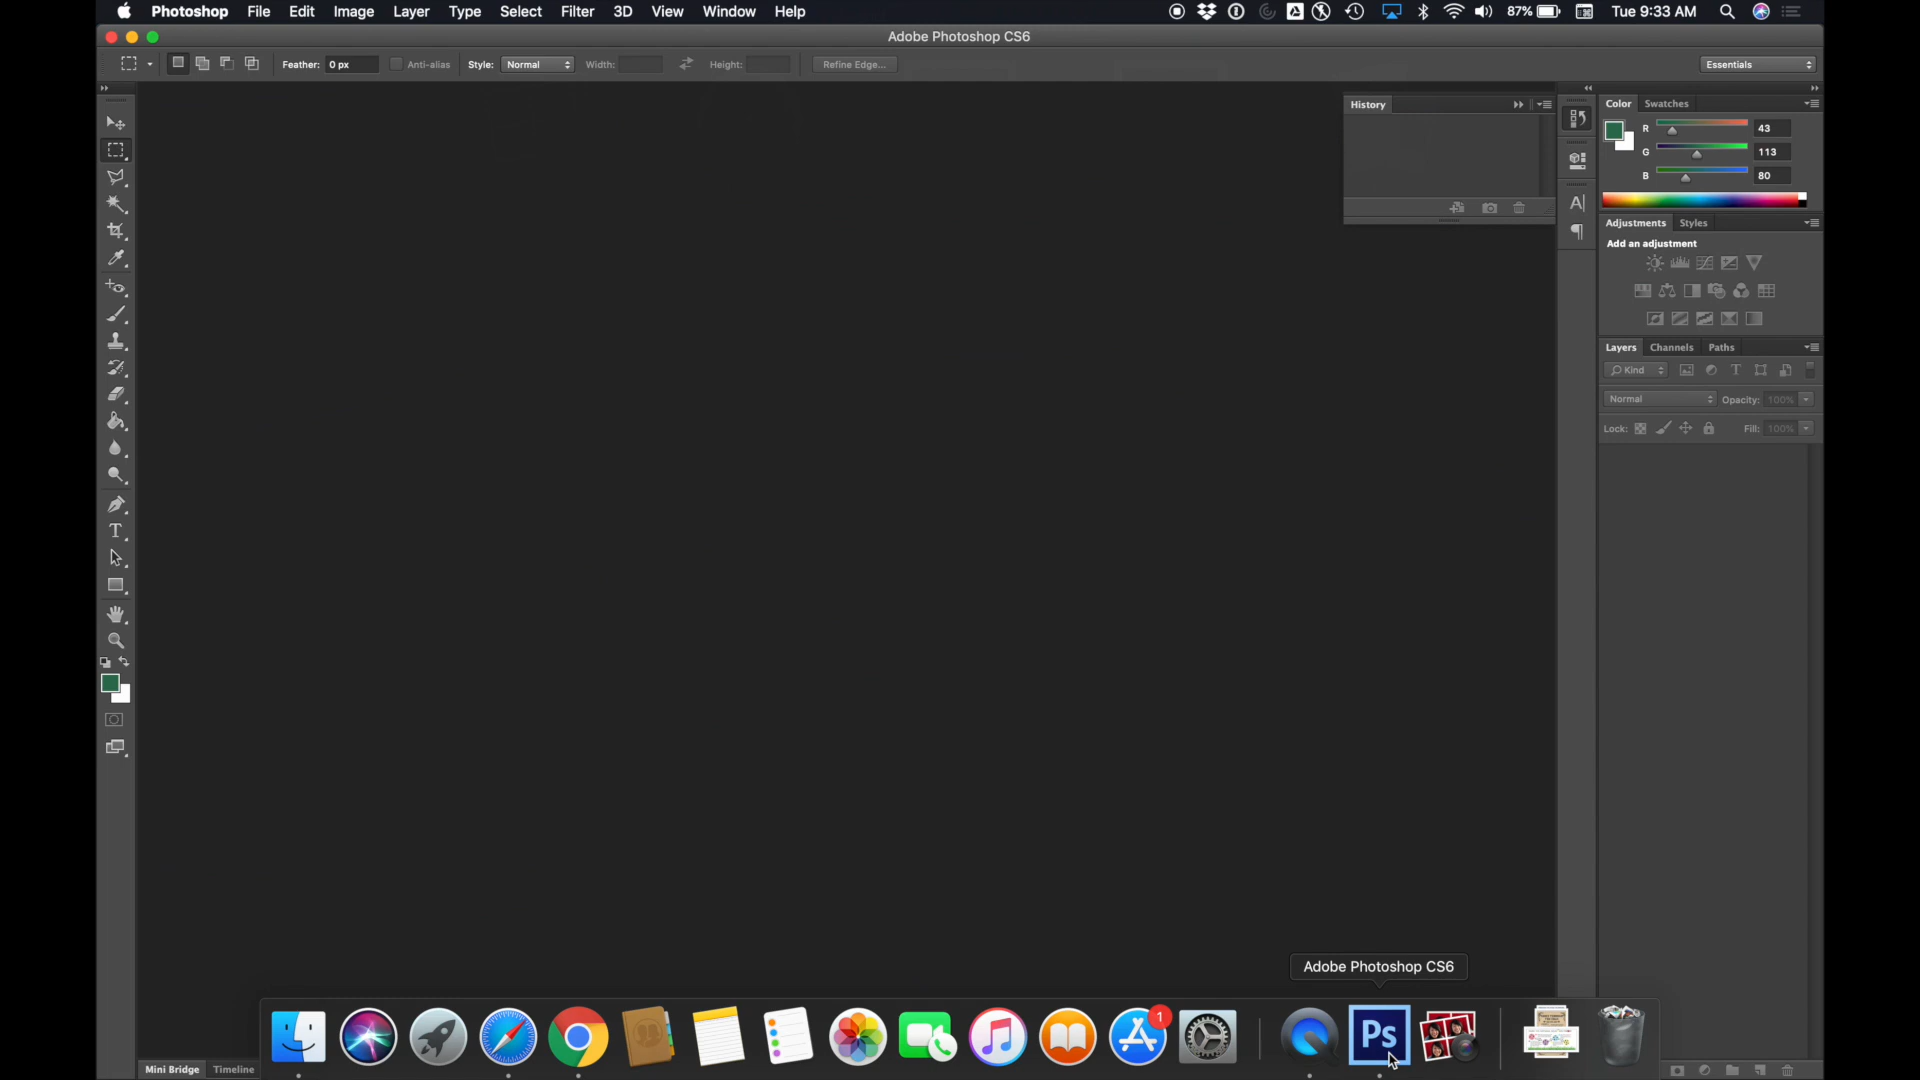 Photoshop File Edit Image Layer Type Select Filter 3D View Window Help 87% Tue 9:33 AM
Adobe Photoshop CS6
Feather: 0 px Anti-alias Style: Normal Width: Height: Refine Edge... Essentials
History
Color Swatches
R 43
G 113
B 80
Adjustments Styles
Add an adjustment
Layers Channels Paths
Kind
Normal Opacity: 100%
Lock: Fill: 100%
Adobe Photoshop CS6
1
Ps
Mini Bridge Timeline